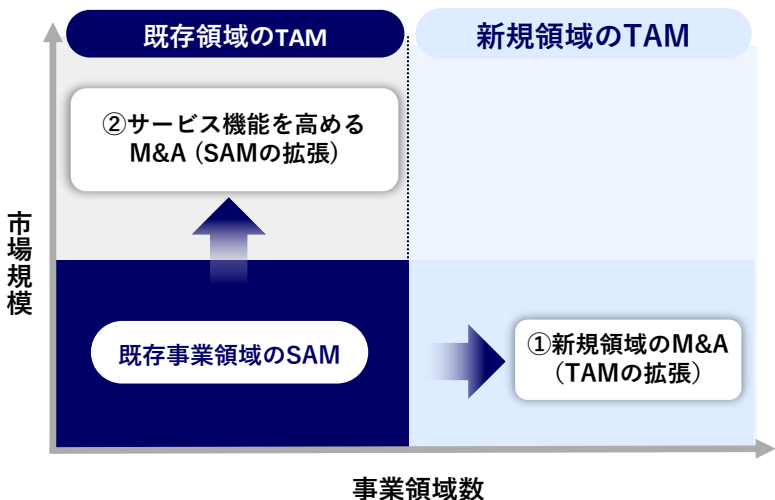 既存領域のTAM
新規領域のTAM
②サービス機能を高める
M&A（SAMの拡張）
市場規模
既存事業領域のSAM
①新規領域のM&A
（TAMの拡張）
事業領域数